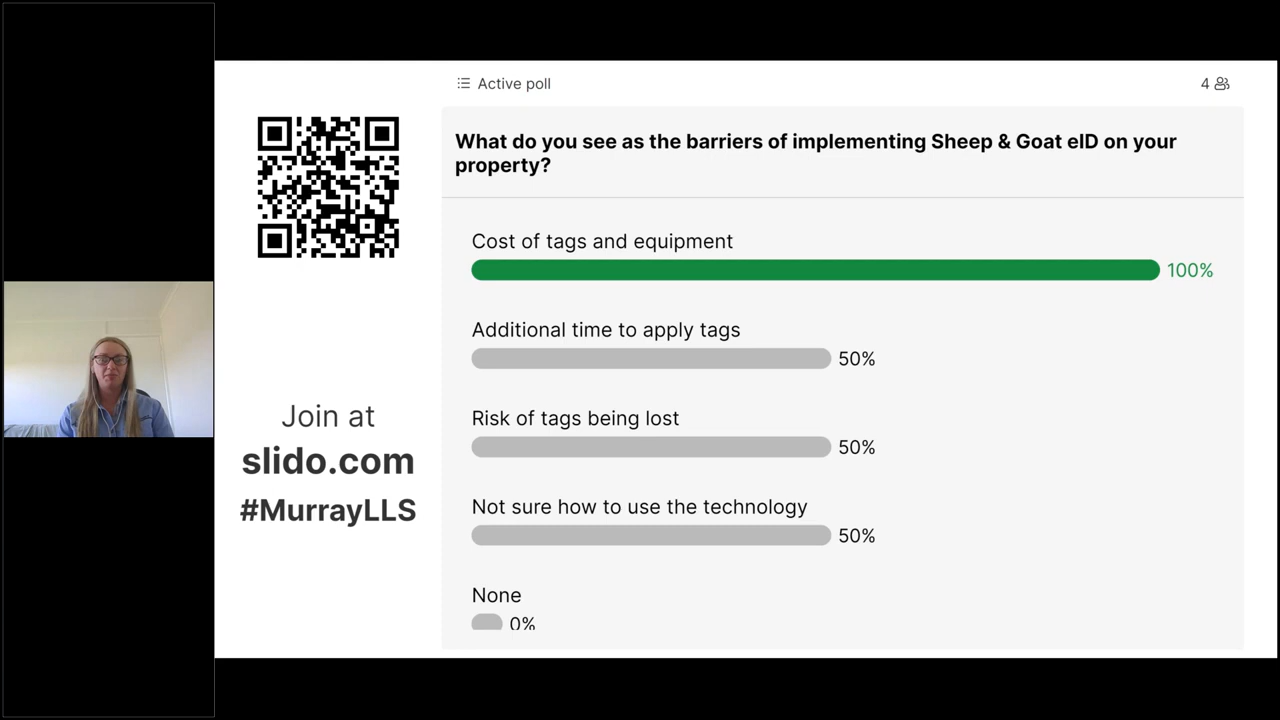 Active poll
4
What do you see as the barriers of implementing Sheep & Goat eID on your
property?
Cost of tags and equipment
100%
Additional time to apply tags
50%
Risk of tags being lost
50%
Not sure how to use the technology
50%
None
0%
Join at
slido.com
#MurrayLLS